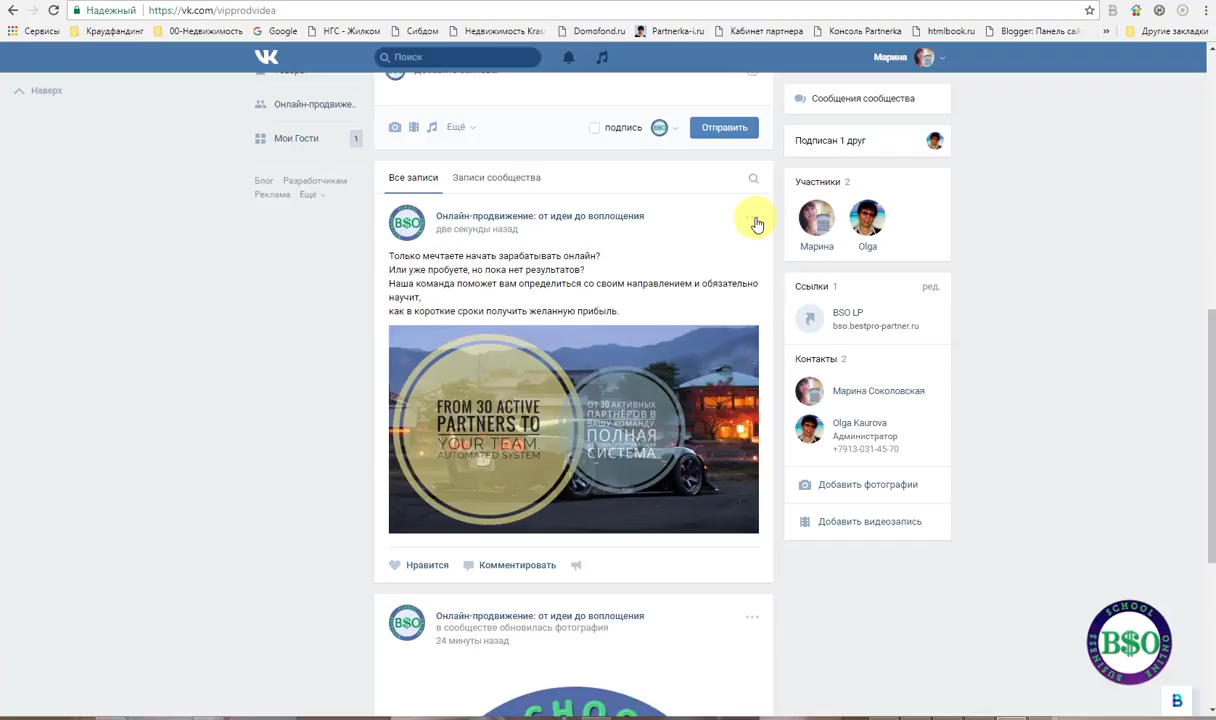 Надежный
https://vk.com/vipprodvidea
Сервисы
Краудфандинг
00-Недвижимость
Google
НГС - Жилком
Сибдом
Недвижимость Kras
Domofond.ru
Partnerka-i.ru
Кабинет партнера
Консоль Partnerka
htmlbook.ru
Blogger: Панель сай
»
Другие закладки
Поиск
Марина
Наверх
Онлайн-продвиже..
Мои Гости
1
Блог Разработчикам
Реклама Ещё
Ещё
подпись
Отправить
Все записи
Записи сообщества
Онлайн-продвижение: от идеи до воплощения
две секунды назад
Только мечтаете начать зарабатывать онлайн?
Или уже пробуете, но пока нет результатов?
Наша команда поможет вам определиться со своим направлением и обязательно
научит,
как в короткие сроки получить желанную прибыль.
FROM 30 ACTIVE
PARTNERS TO
YOUR TEAM.
AUTOMATED SYSTEM
ОТ 30 АКТИВНЫХ
ПАРТНЁРОВ В
ВАШУ КОМАНДУ
ПОЛНАЯ
СИСТЕМА
Нравится
Комментировать
Онлайн-продвижение: от идеи до воплощения
в сообществе обновилась фотография
24 минуты назад
Сообщения сообщества
Подписан 1 друг
Участники 2
Марина
Olga
Ссылки 1
ред.
BSO LP
bso.bestpro-partner.ru
Контакты 2
Марина Соколовская
Olga Kaurova
Администратор
+7913-031-45-70
Добавить фотографии
Добавить видеозапись
SCHOOL
B$O
BUSINESS
ONLINE